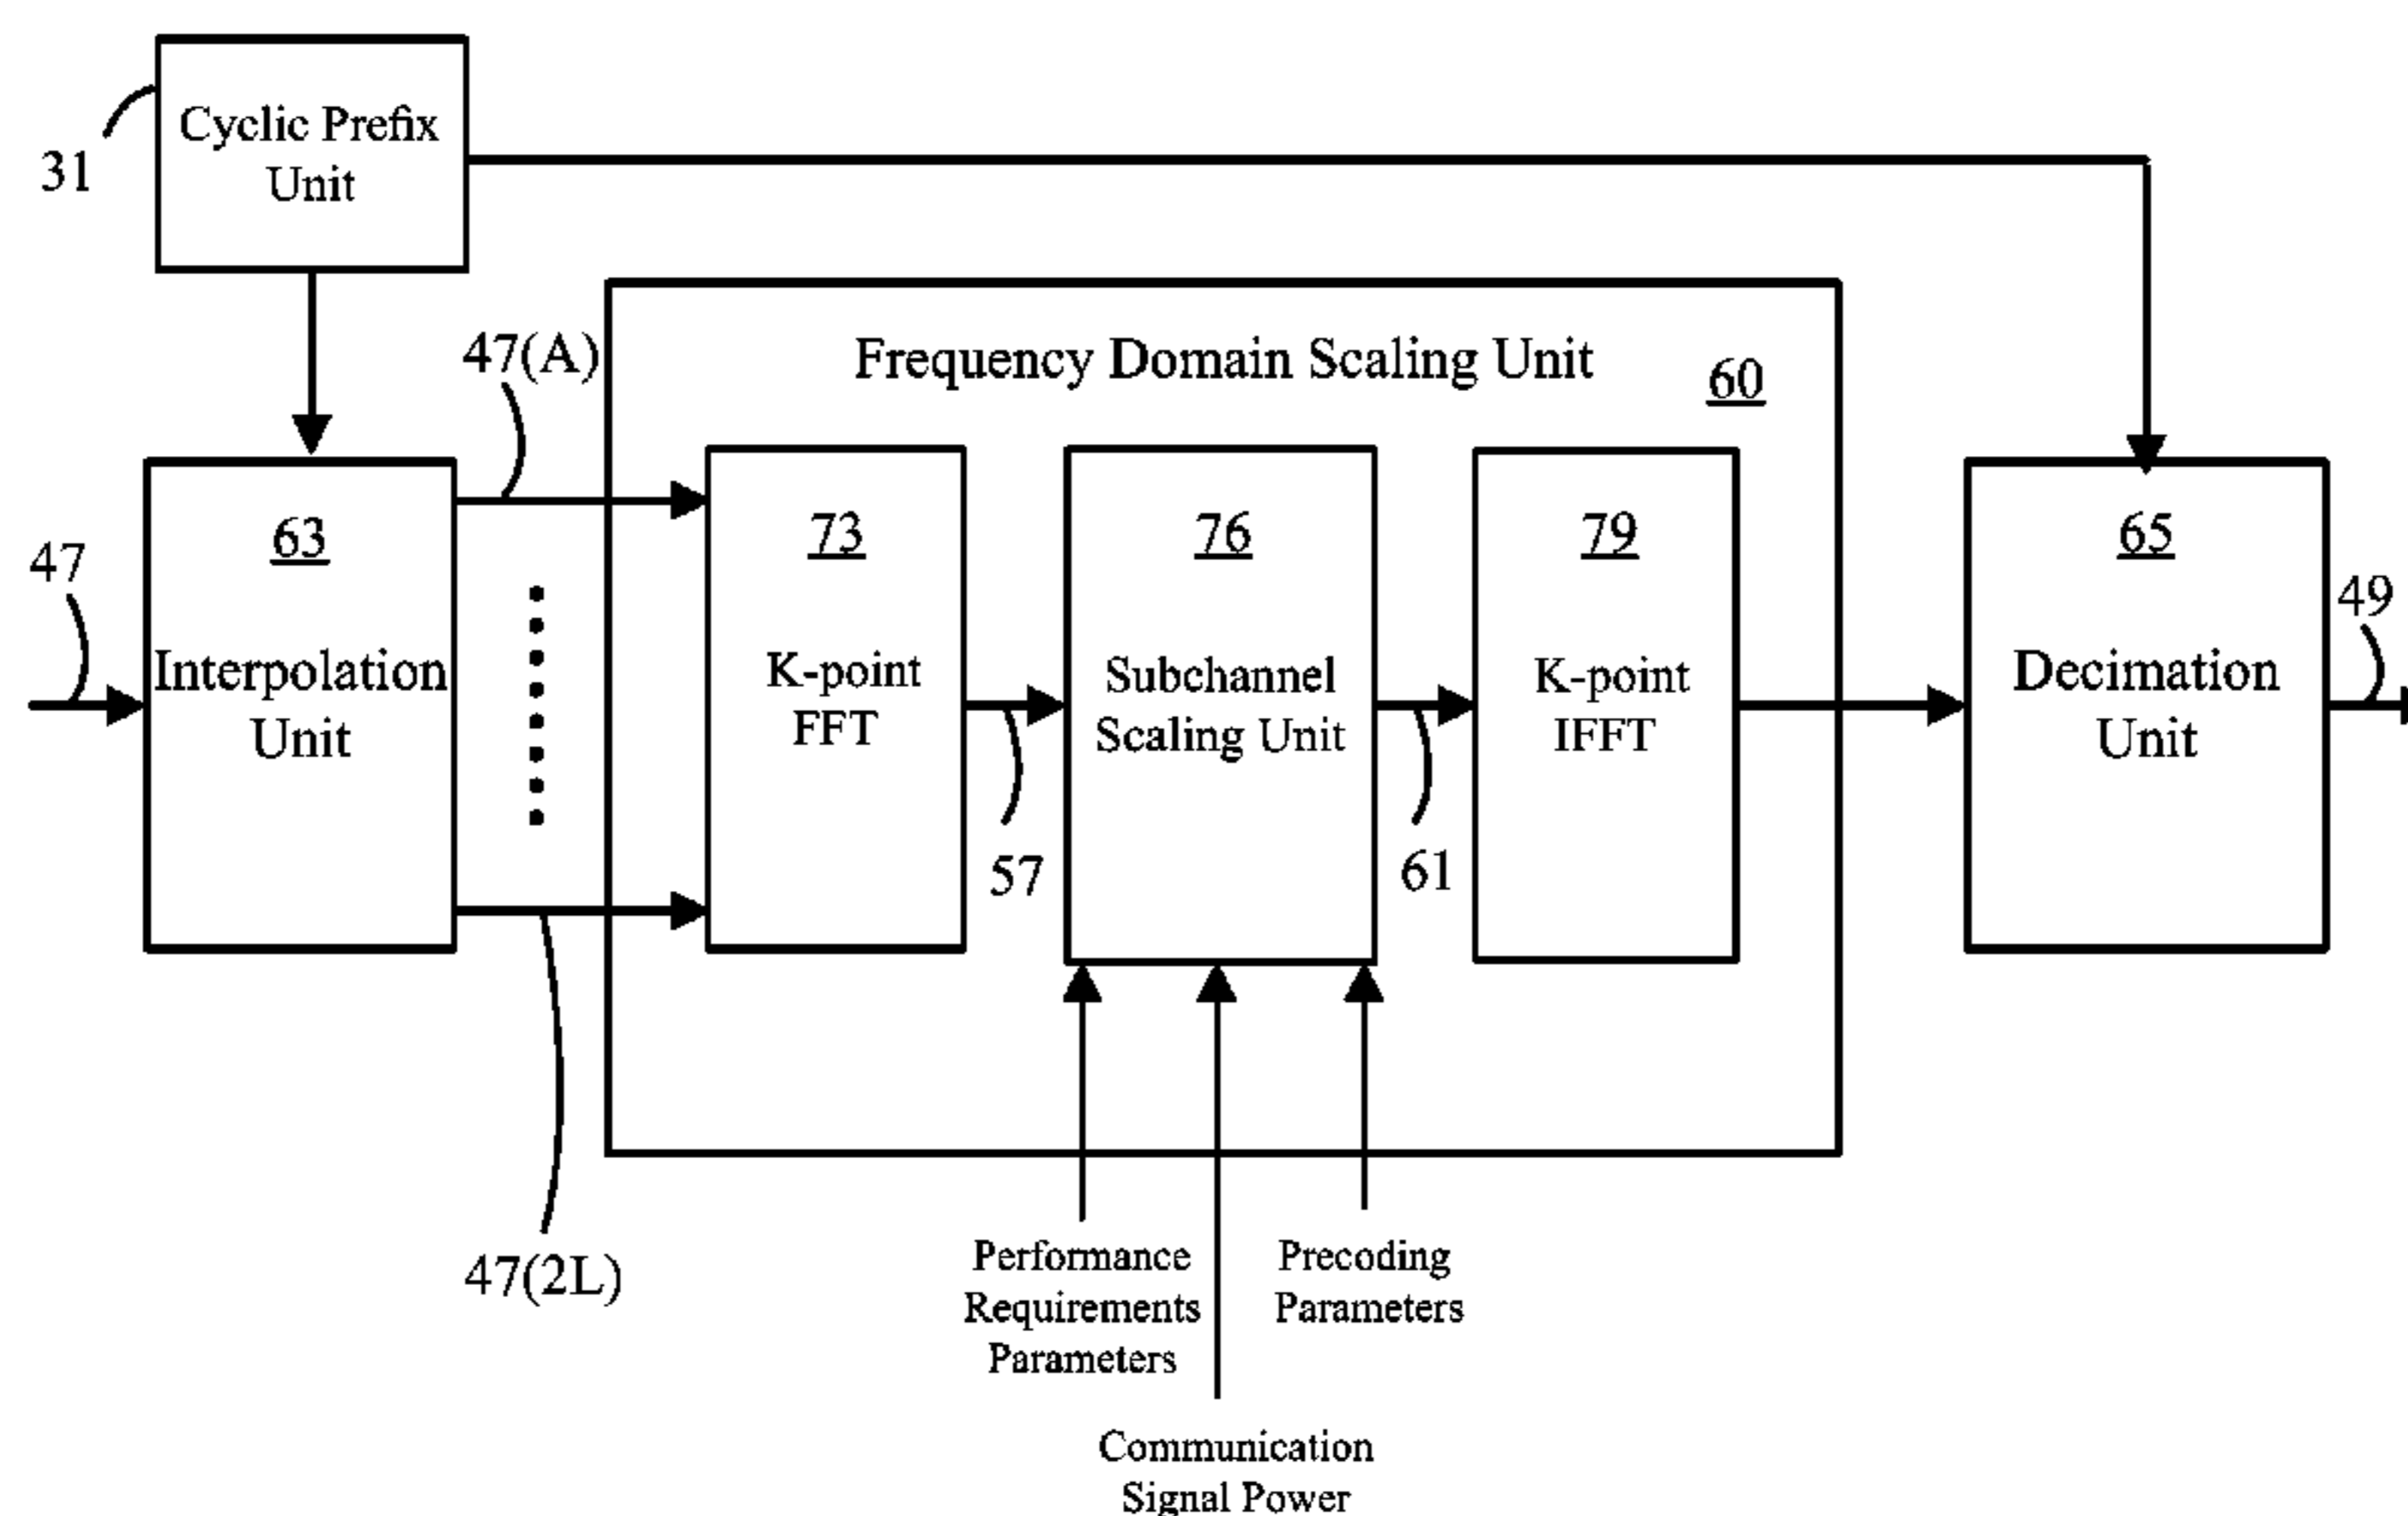 Cyclic Prefix
Unit
31
47(A)
Frequency Domain Scaling Unit
60
47
63
Interpolation
Unit
73
K-point
FFT
57
76
Subchannel
Scaling Unit
61
79
K-point
IFFT
65
Decimation
Unit
49
47(2L)
Performance
Requirements
Parameters
Precoding
Parameters
Communication
Signal Power